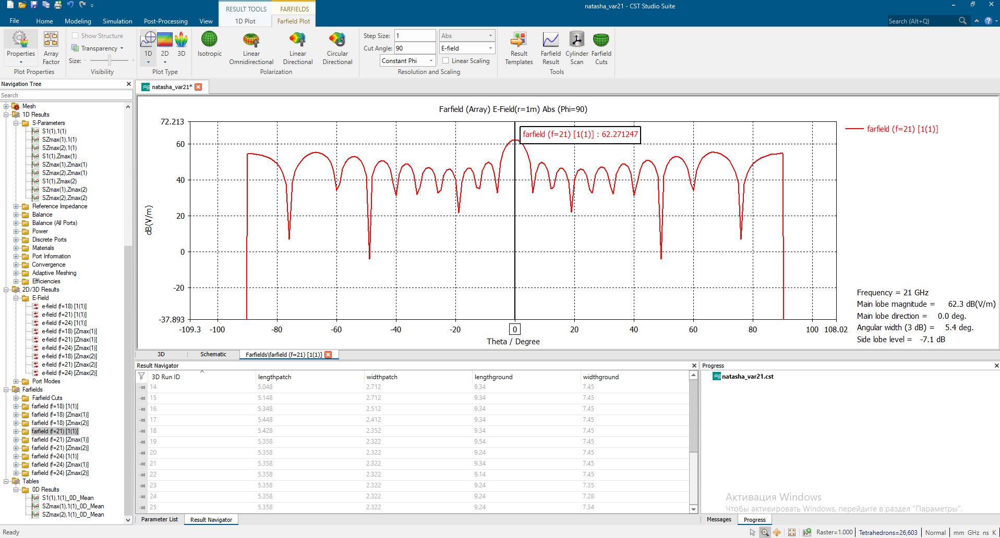 natasha_var21 - CST Studio Suite
RESULT TOOLS FARFIELDS
File Home Modeling Simulation Post-Processing View 1D Plot Farfield Plot
Search (Alt+Q)
Properties
Array Factor
Plot Properties
Show Structure
Transparency
Size:
Visibility
1D 2D 3D
Plot Type
Isotropic
Linear Omnidirectional
Linear Directional
Circular Directional
Polarization
Step Size: 1
Abs
Cut Angle: 90
E-field
Constant Phi
Linear Scaling
Resolution and Scaling
Result Templates
Farfield Result
Cylinder Scan
Farfield Cuts
Tools
Navigation Tree
Search
Mesh
1D Results
S-Parameters
S1(1),1(1)
SZmax(1),1(1)
SZmax(2),1(1)
S1(1),Zmax(1)
SZmax(1),Zmax(1)
SZmax(2),Zmax(1)
S1(1),Zmax(2)
SZmax(1),Zmax(2)
SZmax(2),Zmax(2)
Reference Impedance
Balance
Balance (All Ports)
Power
Discrete Ports
Materials
Port Information
Convergence
Adaptive Meshing
Efficiencies
2D/3D Results
E-Field
e-field (f=18) [1(1)]
e-field (f=21) [1(1)]
e-field (f=24) [1(1)]
e-field (f=18) [Zmax(1)]
e-field (f=21) [Zmax(1)]
e-field (f=24) [Zmax(1)]
e-field (f=18) [Zmax(2)]
e-field (f=21) [Zmax(2)]
e-field (f=24) [Zmax(2)]
Port Modes
Farfields
Farfield Cuts
farfield (f=18) [1(1)]
farfield (f=18) [Zmax(1)]
farfield (f=18) [Zmax(2)]
farfield (f=21) [1(1)]
farfield (f=21) [Zmax(1)]
farfield (f=21) [Zmax(2)]
farfield (f=24) [1(1)]
farfield (f=24) [Zmax(1)]
farfield (f=24) [Zmax(2)]
Tables
0D Results
S1(1),1(1)_0D_Mean
SZmax(1),1(1)_0D_Mean
SZmax(2),1(1)_0D_Mean
natasha_var21*
Farfield (Array) E-Field(r=1m) Abs (Phi=90)
72.213
60
40
20
0
-20
-37.893
dB(V/m)
farfield (f=21) [1(1)] : 62.271247
farfield (f=21) [1(1)]
-109.3 -100 -80 -60 -40 -20 0 20 40 60 80 100 108.02
Theta / Degree
Frequency = 21 GHz
Main lobe magnitude = 62.3 dB(V/m)
Main lobe direction = 0.0 deg.
Angular width (3 dB) = 5.4 deg.
Side lobe level = -7.1 dB
3D Schematic Farfields\farfield (f=21) [1(1)]
Result Navigator
3D Run ID lengthpatch widthpatch lengthground widthground
14 5.048 2.712 9.34 7.45
15 5.148 2.712 9.34 7.45
16 5.348 2.512 9.34 7.45
17 5.448 2.412 9.34 7.45
18 5.428 2.352 9.34 7.45
19 5.358 2.322 9.54 7.45
20 5.358 2.322 9.24 7.45
21 5.358 2.322 9.34 7.45
22 5.358 2.322 9.14 7.45
23 5.358 2.322 9.24 7.35
24 5.358 2.322 9.24 7.28
25 5.358 2.322 9.24 7.34
Parameter List Result Navigator
Progress
natasha_var21.cst
Активация Windows
Чтобы активировать Windows, перейдите в раздел "Параметры".
Messages Progress
Ready
Raster=1.000 Tetrahedrons=26,603 Normal mm GHz ns K